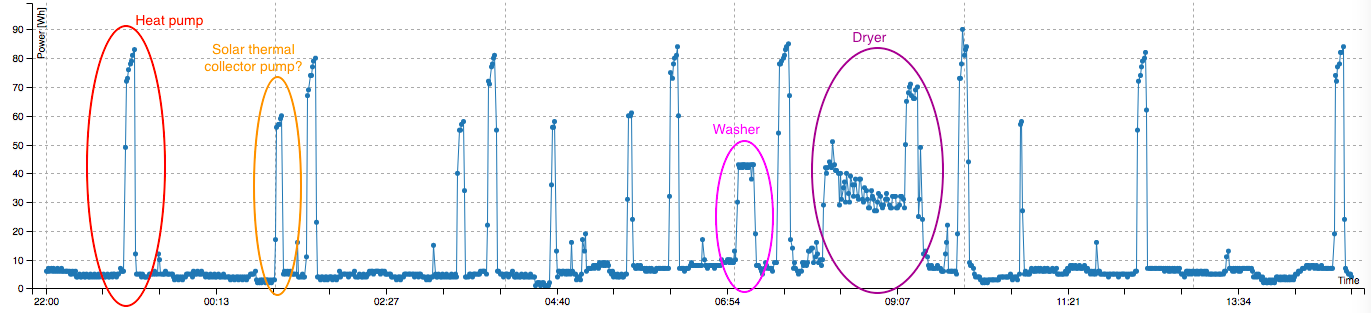 Power [Wh]
Heat pump
Solar thermal
collector pump?
Washer
Dryer
90
80
70
60
50
40
30
20
10
0
22:00
00:13
02:27
04:40
06:54
09:07
11:21
13:34
Time